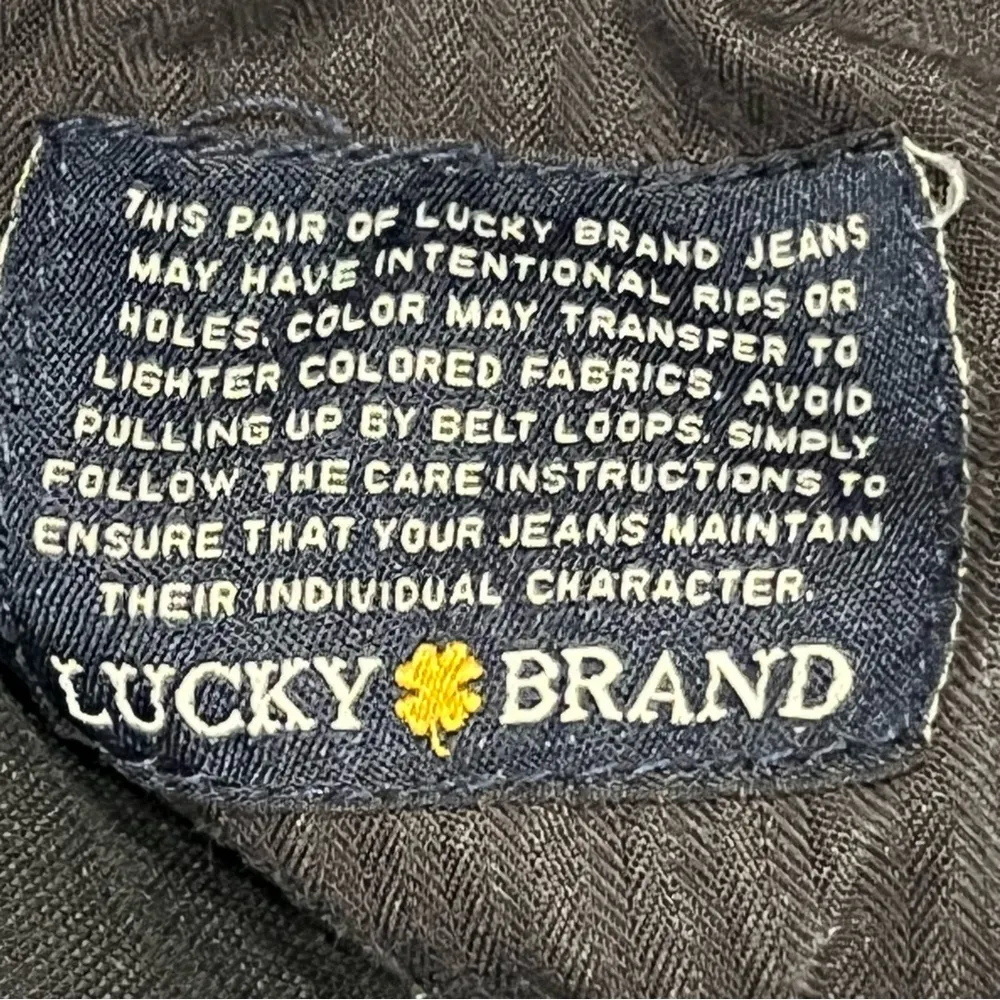 THIS PAIR OF LUCKY BRAND JEANS
MAY HAVE INTENTIONAL RIPS OR
HOLES. COLOR MAY TRANSFER TO
LIGHTER COLORED FABRICS. AVOID
PULLING UP BY BELT LOOPS. SIMPLY
FOLLOW THE CARE INSTRUCTIONS TO
ENSURE THAT YOUR JEANS MAINTAIN
THEIR INDIVIDUAL CHARACTER.
LUCKY BRAND